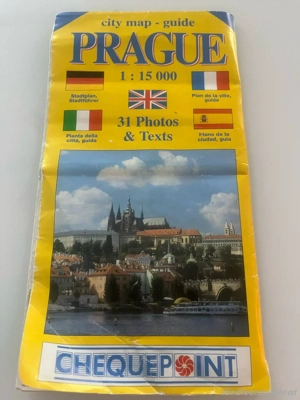 city map - guide
PRAGUE
1 : 15 000
Stadtplan,
Stadtführer
Plan de la ville,
guide
31 Photos
& Texts
Pianta della
città, guida
Plano de la
ciudad, guía
CHEQUEPOINT